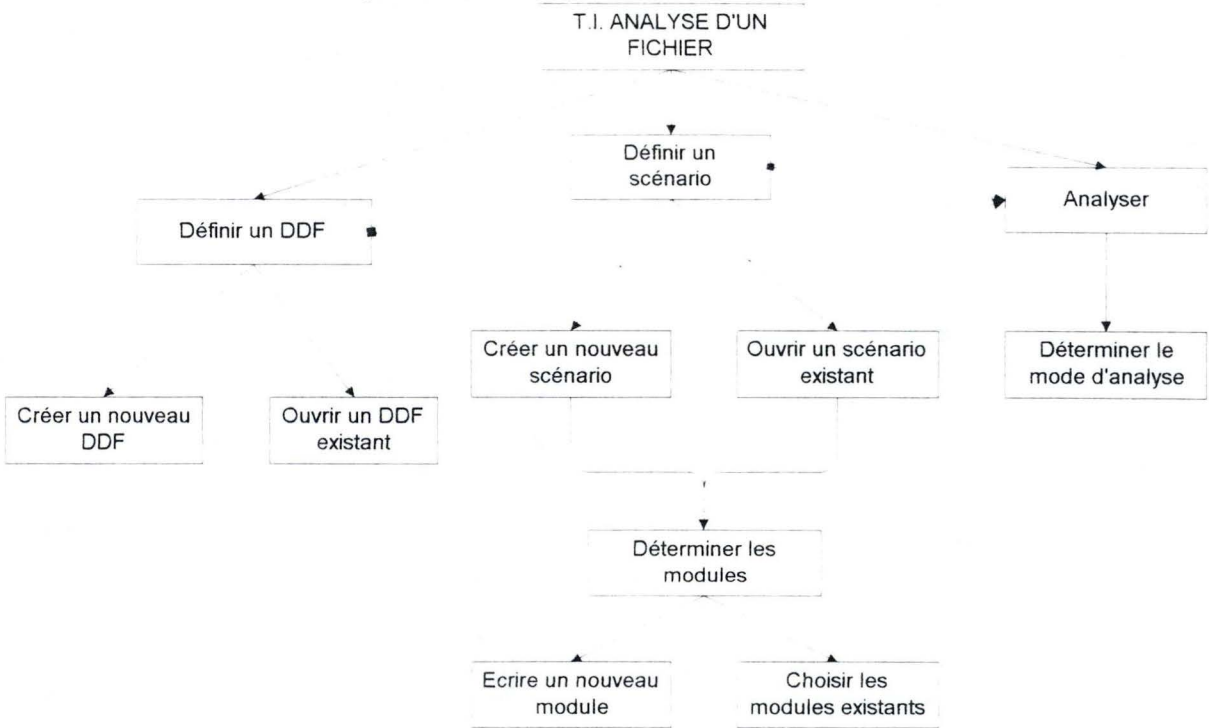 T.I. ANALYSE D'UN
FICHIER
Définir un
scénario
Analyser
Définir un DDF
Créer un nouveau
scénario
Ouvrir un scénario
existant
Déterminer le
mode d'analyse
Créer un nouveau
DDF
Ouvrir un DDF
existant
Déterminer les
modules
Ecrire un nouveau
module
Choisir les
modules existants